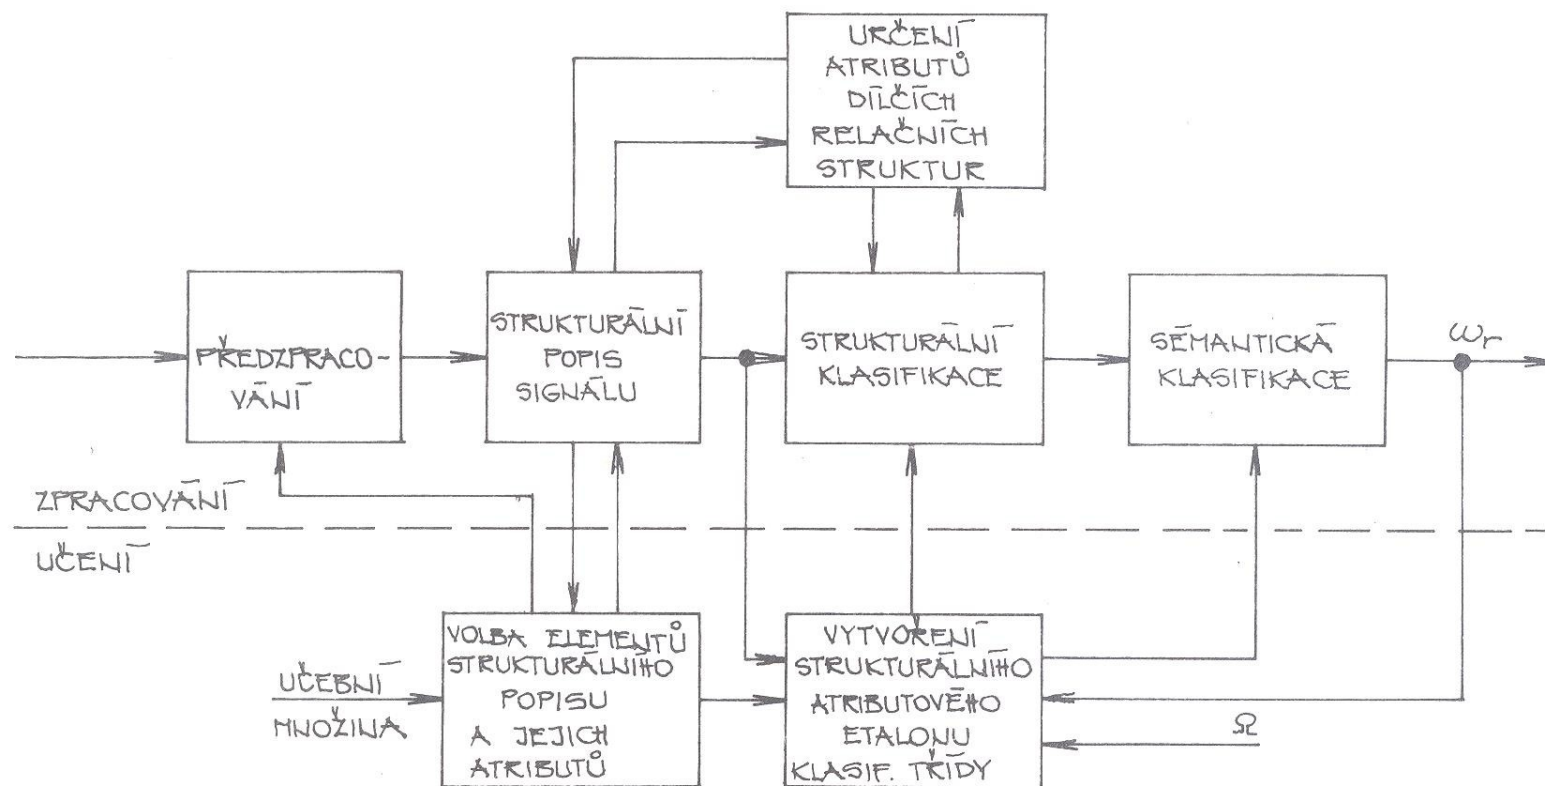 URČENÍ
ATRIBUTŮ
DÍLČÍCH
RELAČNÍCH
STRUKTUR
PŘEDZPRACO-
VÁNÍ
STRUKTURÁLNÍ
POPIS
SIGNÁLU
STRUKTURÁLNÍ
KLASIFIKACE
SÉMANTICKÁ
KLASIFIKACE
ωr
ZPRACOVÁNÍ
UČENÍ
UČEBNÍ
MNOŽINA
VOLBA ELEMENTŮ
STRUKTURÁLNÍHO
POPISU
A JEJICH
ATRIBUTŮ
VYTVOŘENÍ
STRUKTURÁLNÍHO
ATRIBUTOVÉHO
ETALONU
KLASIF. TŘÍDY
Ω